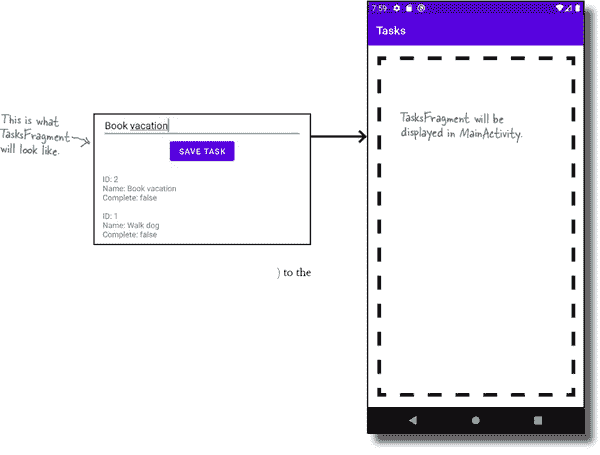 This is what
TasksFragment
will look like.
Book vacation
SAVE TASK
ID: 2
Name: Book vacation
Complete: false
ID: 1
Name: Walk dog
Complete: false
) to the
7:59
Tasks
TasksFragment will be
displayed in MainActivity.